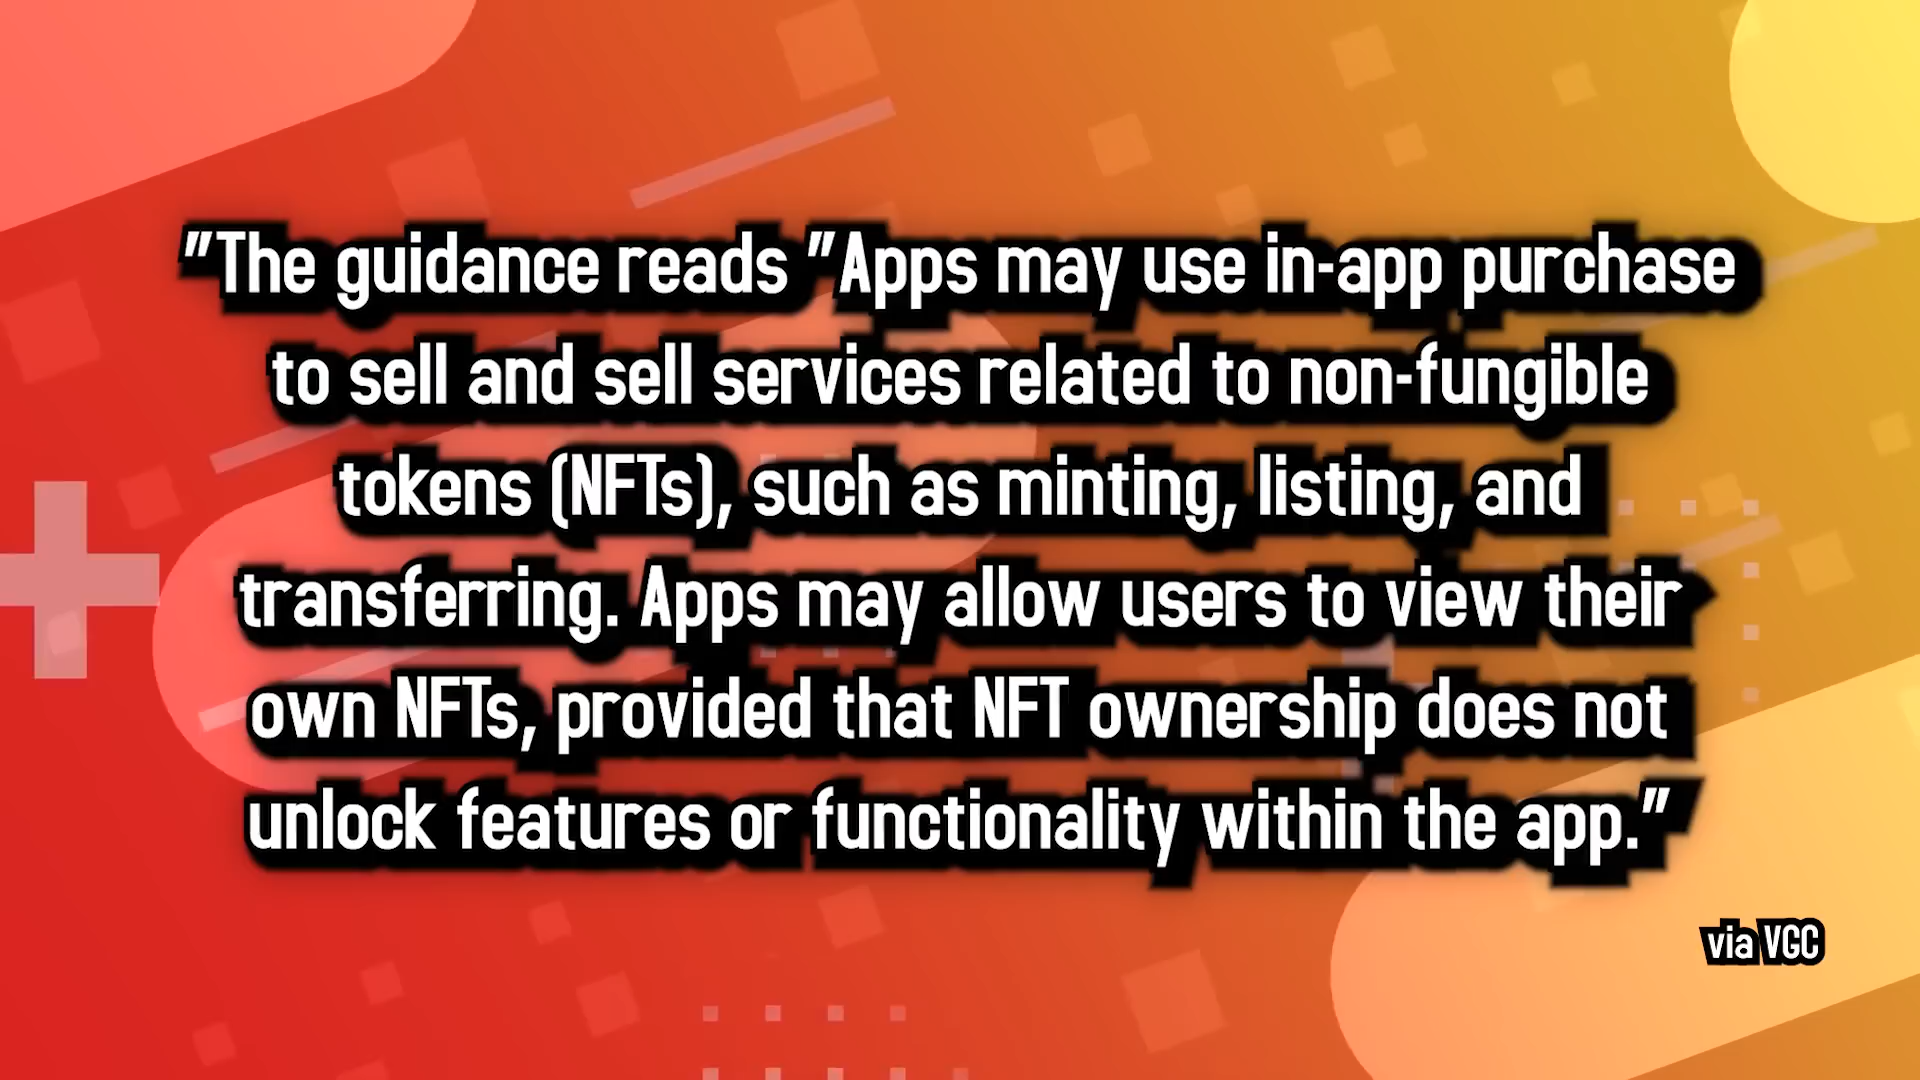 "The guidance reads "Apps may use in-app purchase
to sell and sell services related to non-fungible
tokens (NFTs), such as minting, listing, and
transferring. Apps may allow users to view their
own NFTs, provided that NFT ownership does not
unlock features or functionality within the app."
via VGC